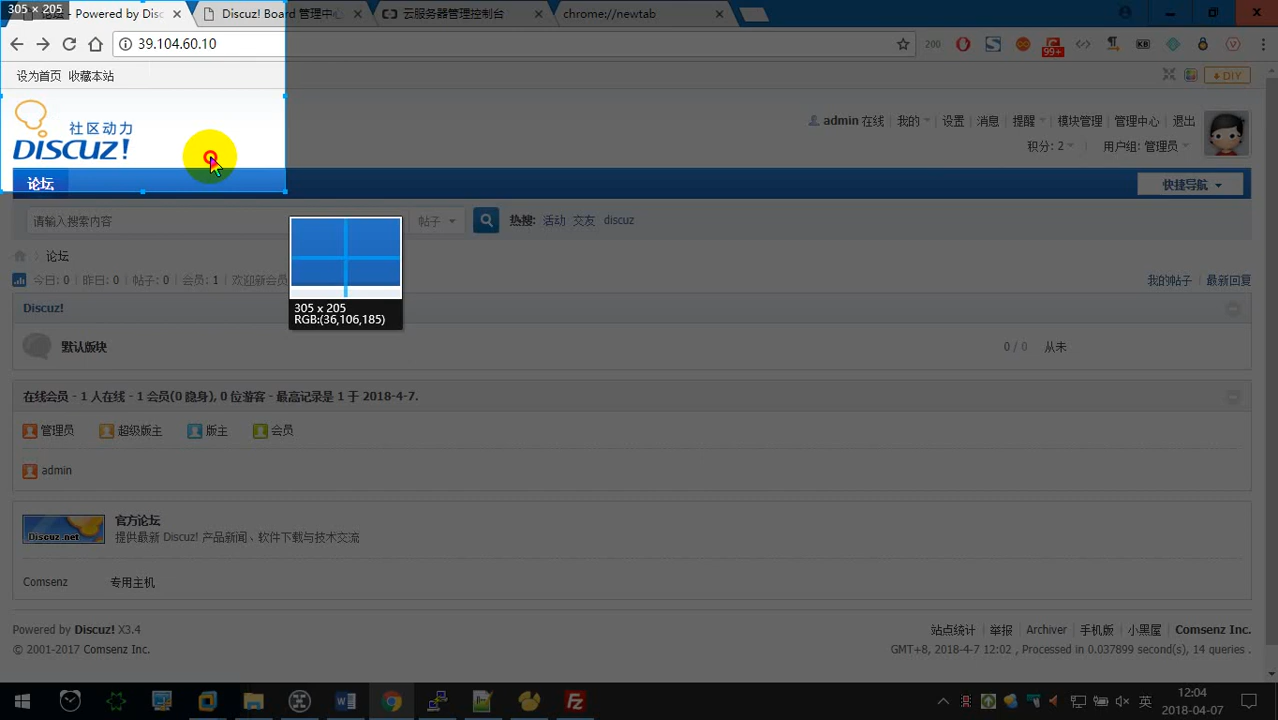 305 × 205
论坛 - Powered by Disc
Discuz! Board 管理中心
云服务器管理控制台
chrome://newtab
39.104.60.10
200
99+
KB
设为首页 收藏本站
DIY
社区动力
DISCUZ!
admin 在线 我的 设置 消息 提醒 模块管理 管理中心 退出
积分: 2 用户组: 管理员
论坛
快捷导航
请输入搜索内容
帖子
热搜: 活动 交友 discuz
论坛
今日: 0 昨日: 0 帖子: 0 会员: 1 欢迎新会员
我的帖子 最新回复
305 x 205
RGB:(36,106,185)
Discuz!
默认版块
0 / 0 从未
在线会员 - 1 人在线 - 1 会员(0 隐身), 0 位游客 - 最高记录是 1 于 2018-4-7.
管理员 超级版主 版主 会员
admin
Discuz.net
官方论坛
提供最新 Discuz! 产品新闻、软件下载与技术交流
Comsenz 专用主机
Powered by Discuz! X3.4
站点统计 | 举报 | Archiver | 手机版 | 小黑屋 | Comsenz Inc.
© 2001-2017 Comsenz Inc.
GMT+8, 2018-4-7 12:02 , Processed in 0.037899 second(s), 14 queries .
英
12:04
2018-04-07